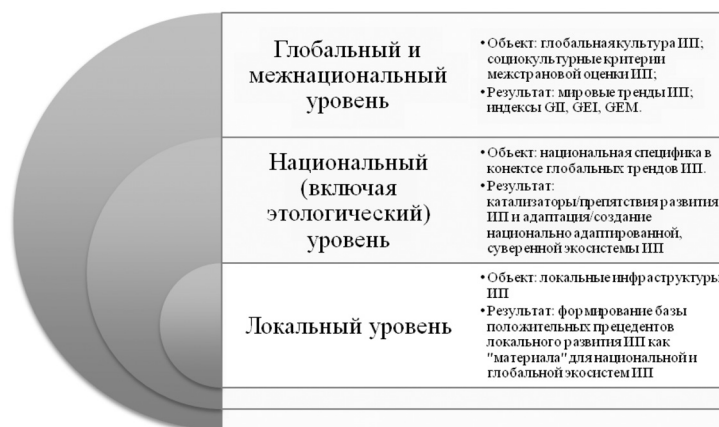 Глобальный и
межнациональный
уровень
•Объект: глобальная культура ИП;
социокультурные критерии
межстрановой оценки ИП;
•Результат: мировые тренды ИП;
индексы GII, GEI, GEM.
Национальный
(включая
этологический)
уровень
•Объект: национальная специфика в
конектсе глобальных трендов ИП.
•Результат:
катализаторы/препятствия развития
ИП и адаптация/создание
национально адаптированной,
суверенной экосистемы ИП
Локальный уровень
•Объект: локальные инфраструктуры
ИП
•Результат: формирование базы
положительных прецедентов
локального развития ИП как
"материала" для национальной и
глобальной экосистем ИП